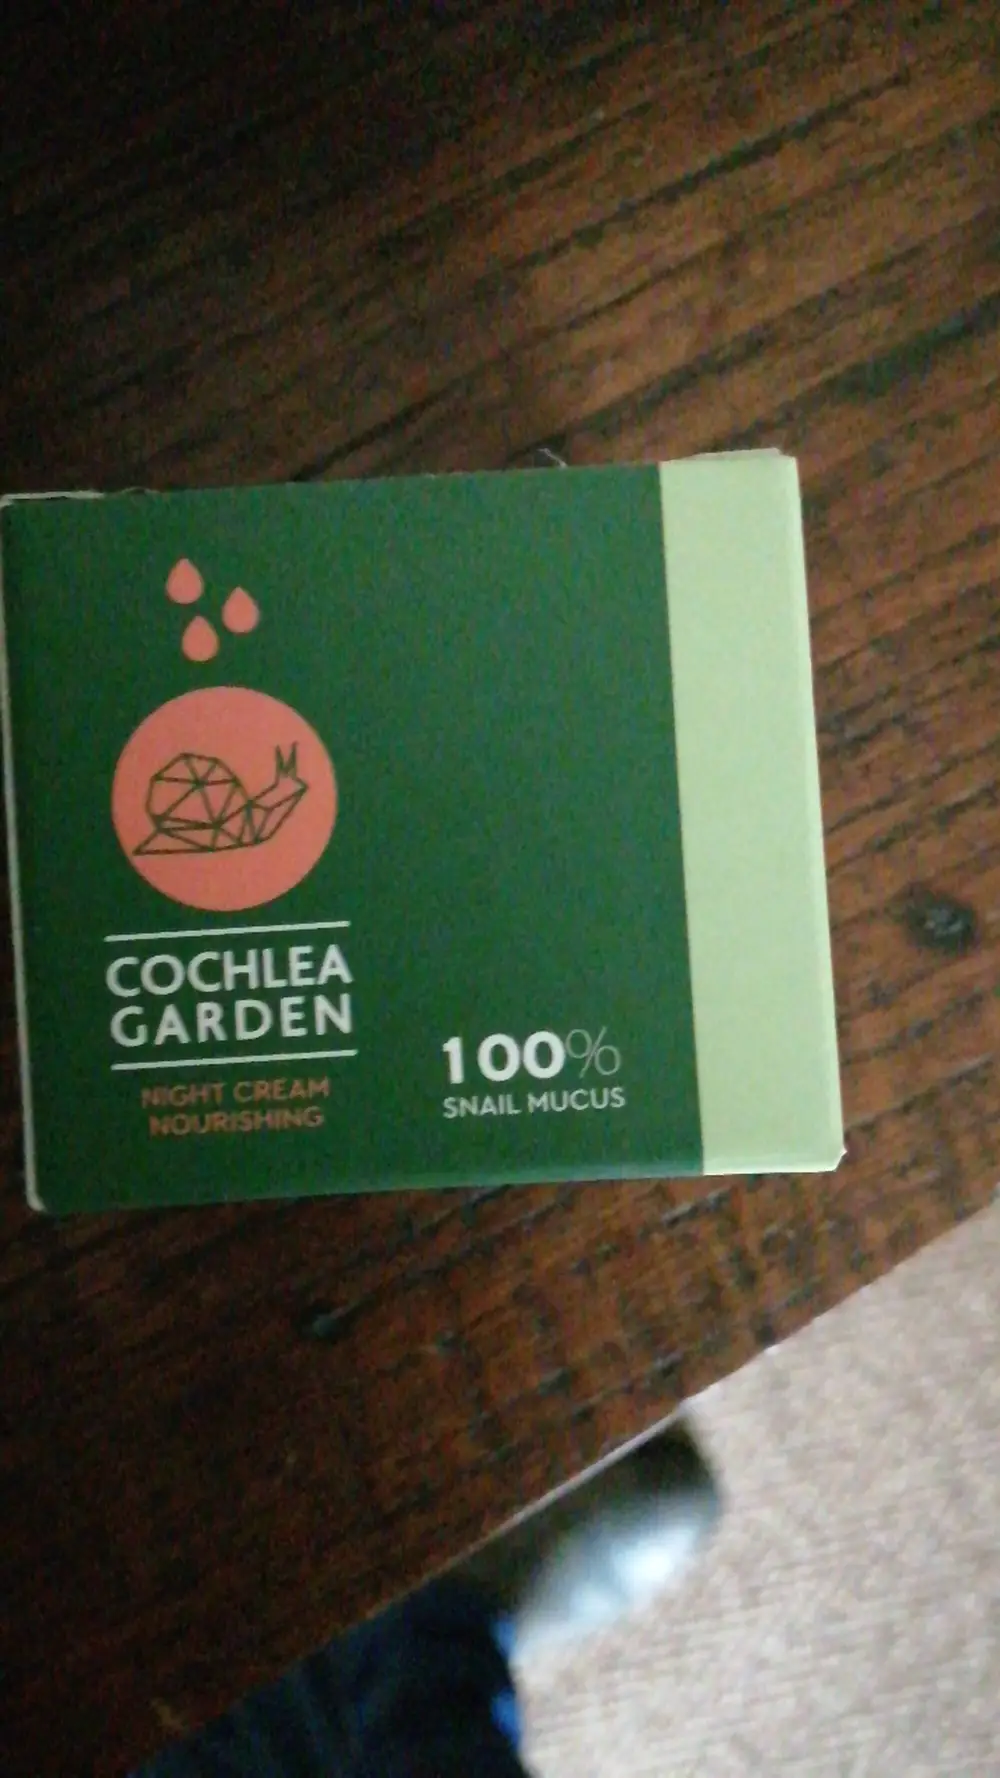 COCHLEA
GARDEN
NIGHT CREAM
NOURISHING
100%
SNAIL MUCUS